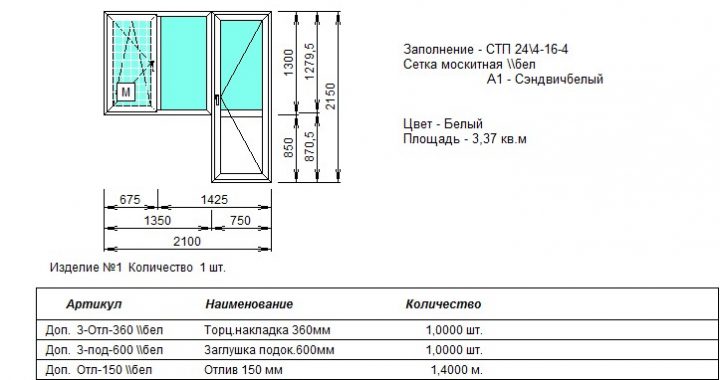 Заполнение - СТП 24\4-16-4
Сетка москитная \\бел
А1 - Сэндвичбелый
Цвет - Белый
Площадь - 3,37 кв.м
М
1300
1279,5
2150
850
870,5
675
1425
1350
750
2100
Изделие №1 Количество 1 шт.
Артикул Наименование Количество
Доп. 3-Отл-360 \\бел Торц.накладка 360мм 1,0000 шт.
Доп. 3-под-600 \\бел Заглушка подок.600мм 1,0000 шт.
Доп. Отл-150 \\бел Отлив 150 мм 1,4000 м.